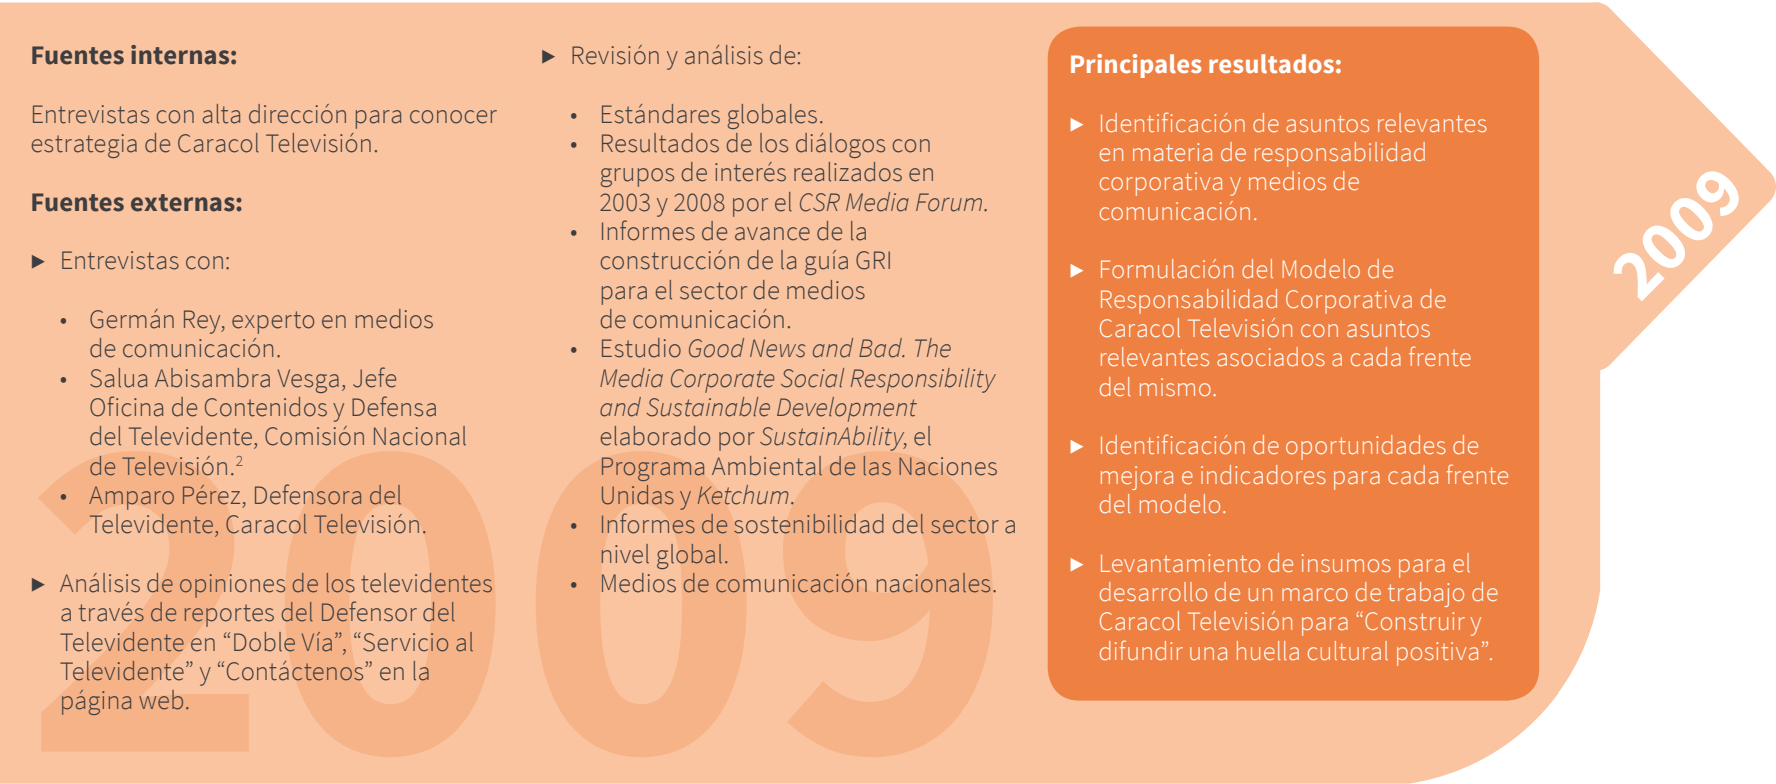 Fuentes internas:
Entrevistas con alta dirección para conocer
estrategia de Caracol Televisión.
Fuentes externas:
► Entrevistas con:
• Germán Rey, experto en medios
de comunicación.
• Salua Abisambra Vesga, Jefe
Oficina de Contenidos y Defensa
del Televidente, Comisión Nacional
de Televisión.²
• Amparo Pérez, Defensora del
Televidente, Caracol Televisión.
► Análisis de opiniones de los televidentes
a través de reportes del Defensor del
Televidente en “Doble Vía”, “Servicio al
Televidente” y “Contáctenos” en la
página web.
► Revisión y análisis de:
• Estándares globales.
• Resultados de los diálogos con
grupos de interés realizados en
2003 y 2008 por el CSR Media Forum.
• Informes de avance de la
construcción de la guía GRI
para el sector de medios
de comunicación.
• Estudio Good News and Bad. The
Media Corporate Social Responsibility
and Sustainable Development
elaborado por SustainAbility, el
Programa Ambiental de las Naciones
Unidas y Ketchum.
• Informes de sostenibilidad del sector a
nivel global.
• Medios de comunicación nacionales.
Principales resultados:
► Identificación de asuntos relevantes
en materia de responsabilidad
corporativa y medios de
comunicación.
► Formulación del Modelo de
Responsabilidad Corporativa de
Caracol Televisión con asuntos
relevantes asociados a cada frente
del mismo.
► Identificación de oportunidades de
mejora e indicadores para cada frente
del modelo.
► Levantamiento de insumos para el
desarrollo de un marco de trabajo de
Caracol Televisión para “Construir y
difundir una huella cultural positiva”.
2009
2009